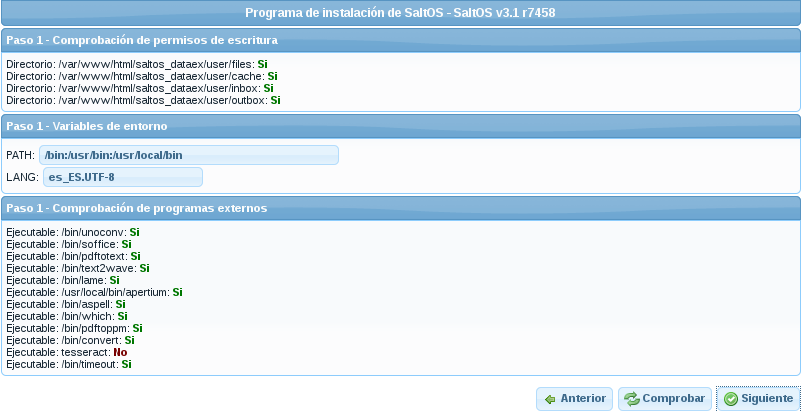 Programa de instalación de SaltOS - SaltOS v3.1 r7458
Paso 1 - Comprobación de permisos de escritura
Directorio: /var/www/html/saltos_dataex/user/files: Si
Directorio: /var/www/html/saltos_dataex/user/cache: Si
Directorio: /var/www/html/saltos_dataex/user/inbox: Si
Directorio: /var/www/html/saltos_dataex/user/outbox: Si
Paso 1 - Variables de entorno
PATH: /bin:/usr/bin:/usr/local/bin
LANG: es_ES.UTF-8
Paso 1 - Comprobación de programas externos
Ejecutable: /bin/unoconv: Si
Ejecutable: /bin/soffice: Si
Ejecutable: /bin/pdftotext: Si
Ejecutable: /bin/text2wave: Si
Ejecutable: /bin/lame: Si
Ejecutable: /usr/local/bin/apertium: Si
Ejecutable: /bin/aspell: Si
Ejecutable: /bin/which: Si
Ejecutable: /bin/pdftoppm: Si
Ejecutable: /bin/convert: Si
Ejecutable: tesseract: No
Ejecutable: /bin/timeout: Si
Anterior Comprobar Siguiente